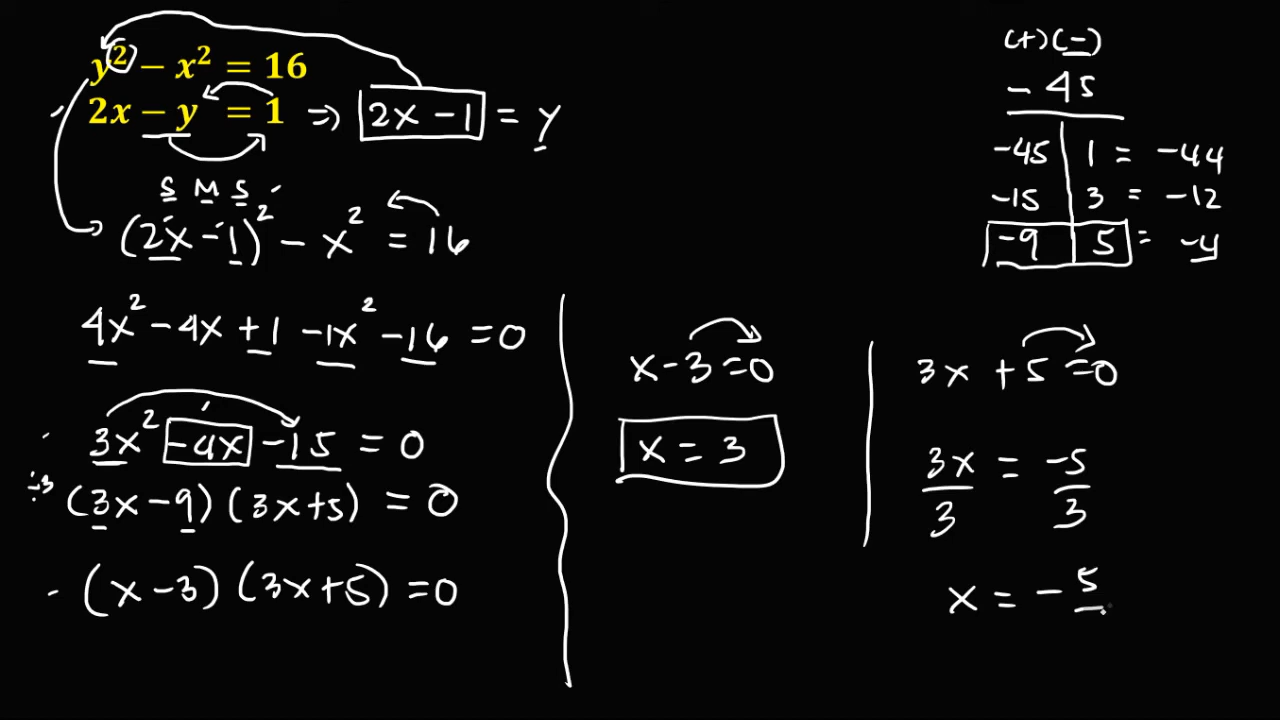 y² − x² = 16
2x − y = 1 ⇒ 2x − 1 = y
S M S
(2x − 1)² − x² = 16
4x² − 4x + 1 − 1x² − 16 = 0
3x² − 4x − 15 = 0
÷3 (3x − 9)(3x + 5) = 0
(x − 3)(3x + 5) = 0
x − 3 = 0
x = 3
3x + 5 = 0
3x/3 = −5/3
x = − 5
(+)(−)
− 45
−45 | 1 = −44
−15 | 3 = −12
−9 | 5 = −4